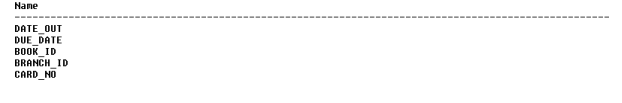 Name
DATE_OUT
DUE_DATE
BOOK_ID
BRANCH_ID
CARD_NO